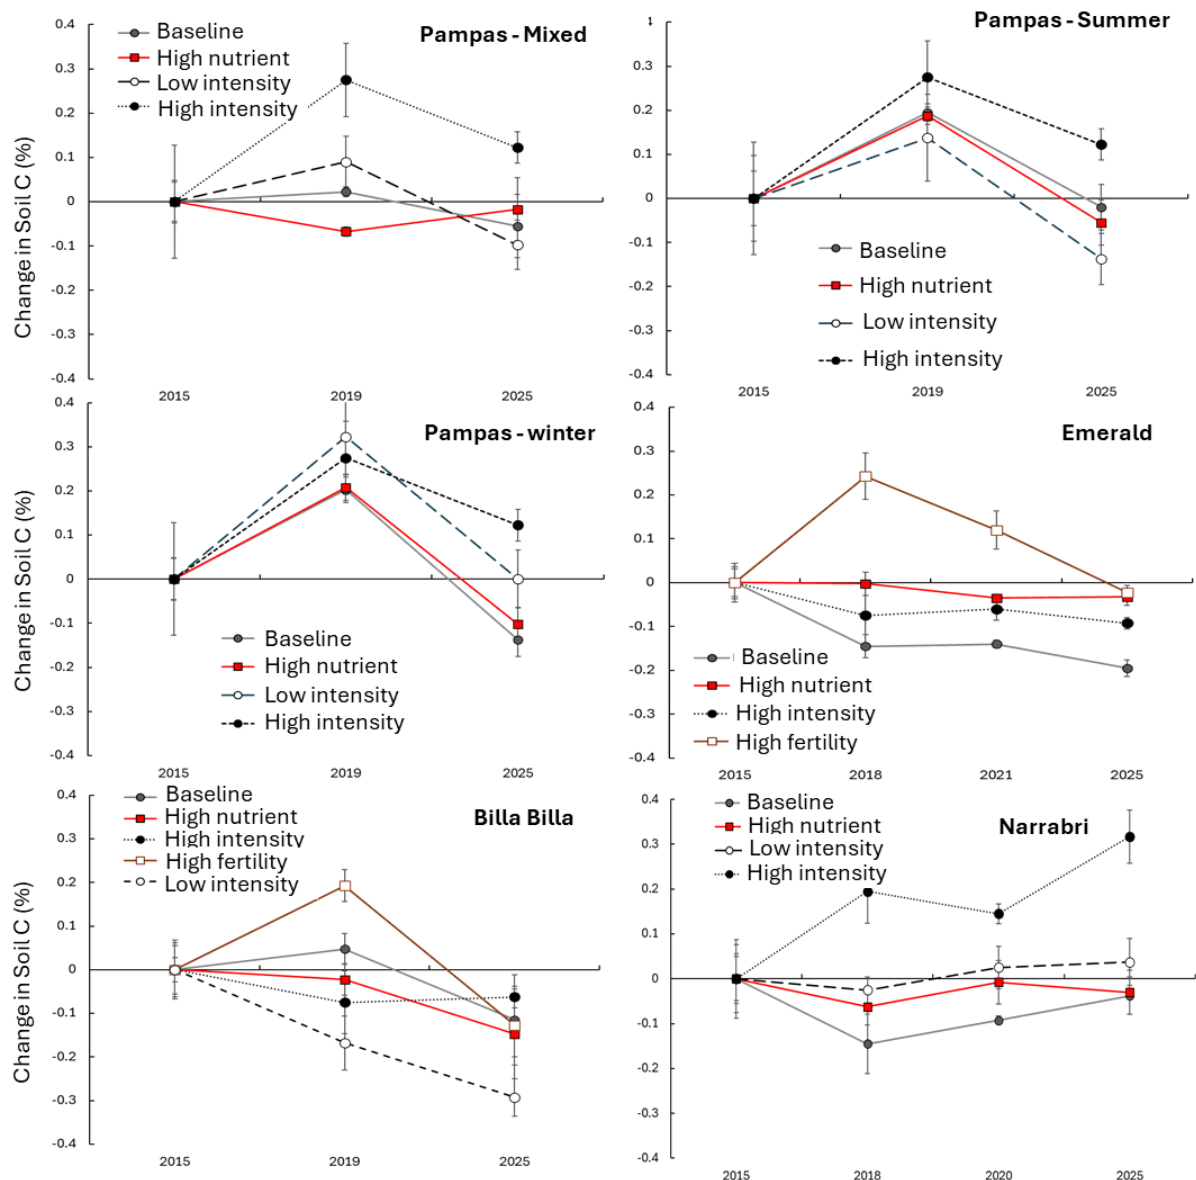 Pampas - Mixed
Baseline
High nutrient
Low intensity
High intensity
Change in Soil C (%)
0.4
0.3
0.2
0.1
0
-0.1
-0.2
-0.3
-0.4
2015
2019
2025
Pampas - Summer
1
0.2
0.1
0
-0.1
-0.2
-0.3
-0.4
Baseline
High nutrient
Low intensity
High intensity
2015
2019
2025
Pampas - winter
Change in Soil C (%)
0.4
0.3
0.2
0.1
0
-0.1
-0.2
-0.3
-0.4
Baseline
High nutrient
Low intensity
High intensity
2015
2019
2025
Emerald
0.4
0.3
0.2
0.1
0
-0.1
-0.2
-0.3
-0.4
Baseline
High nutrient
High intensity
High fertility
2015
2018
2021
2025
Billa Billa
Baseline
High nutrient
High intensity
High fertility
Low intensity
Change in Soil C (%)
0.4
0.3
0.2
0.1
0
-0.1
-0.2
-0.3
-0.4
2015
2019
2025
Narrabri
Baseline
High nutrient
Low intensity
High intensity
0.4
0.3
0.2
0.1
0
-0.1
-0.2
-0.3
-0.4
2015
2018
2020
2025